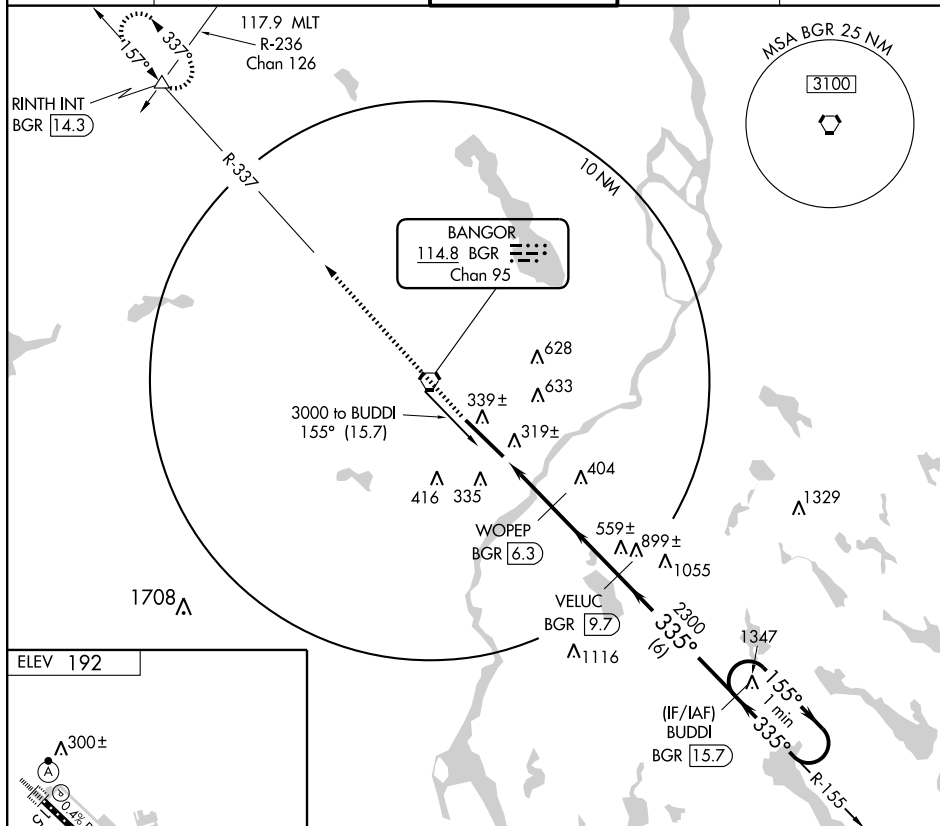 117.9 MLT
R-236
Chan 126
337°
157°
RINTH INT
BGR 14.3
R-337
MSA BGR 25 NM
3100
10 NM
BANGOR
114.8 BGR
Chan 95
628
633
339±
319±
3000 to BUDDI
155° (15.7)
416
335
404
1329
WOPEP
BGR 6.3
559±
899±
1055
1708
VELUC
BGR 9.7
2300
335°
(6)
1116
1347
155°
1 min
335°
(IF/IAF)
BUDDI
BGR 15.7
R-155
ELEV 192
300±
A
P
0.4%
15